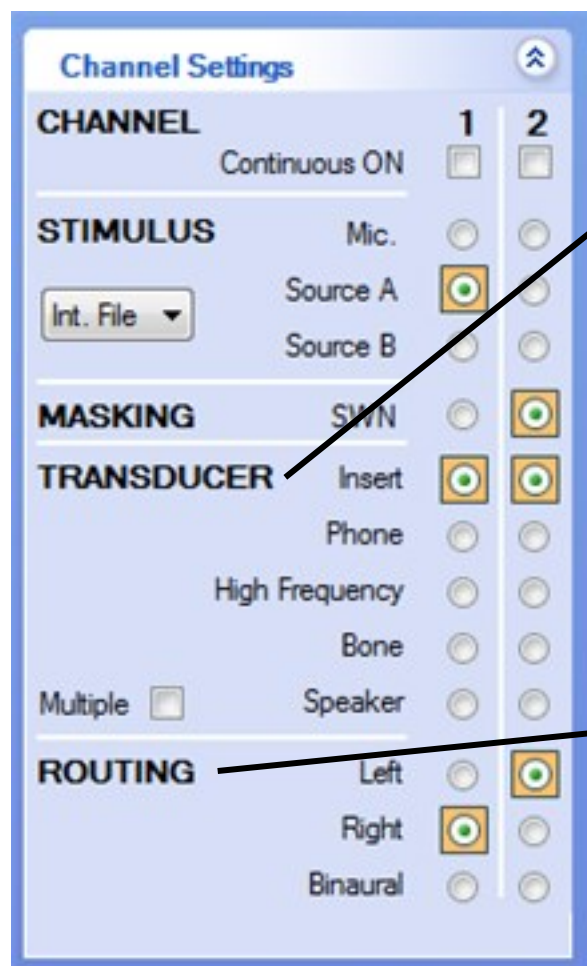 Channel Settings
CHANNEL 1 2
Continuous ON
STIMULUS Mic.
Source A
Int. File
Source B
MASKING SWN
TRANSDUCER Insert
Phone
High Frequency
Bone
Multiple Speaker
ROUTING Left
Right
Binaural